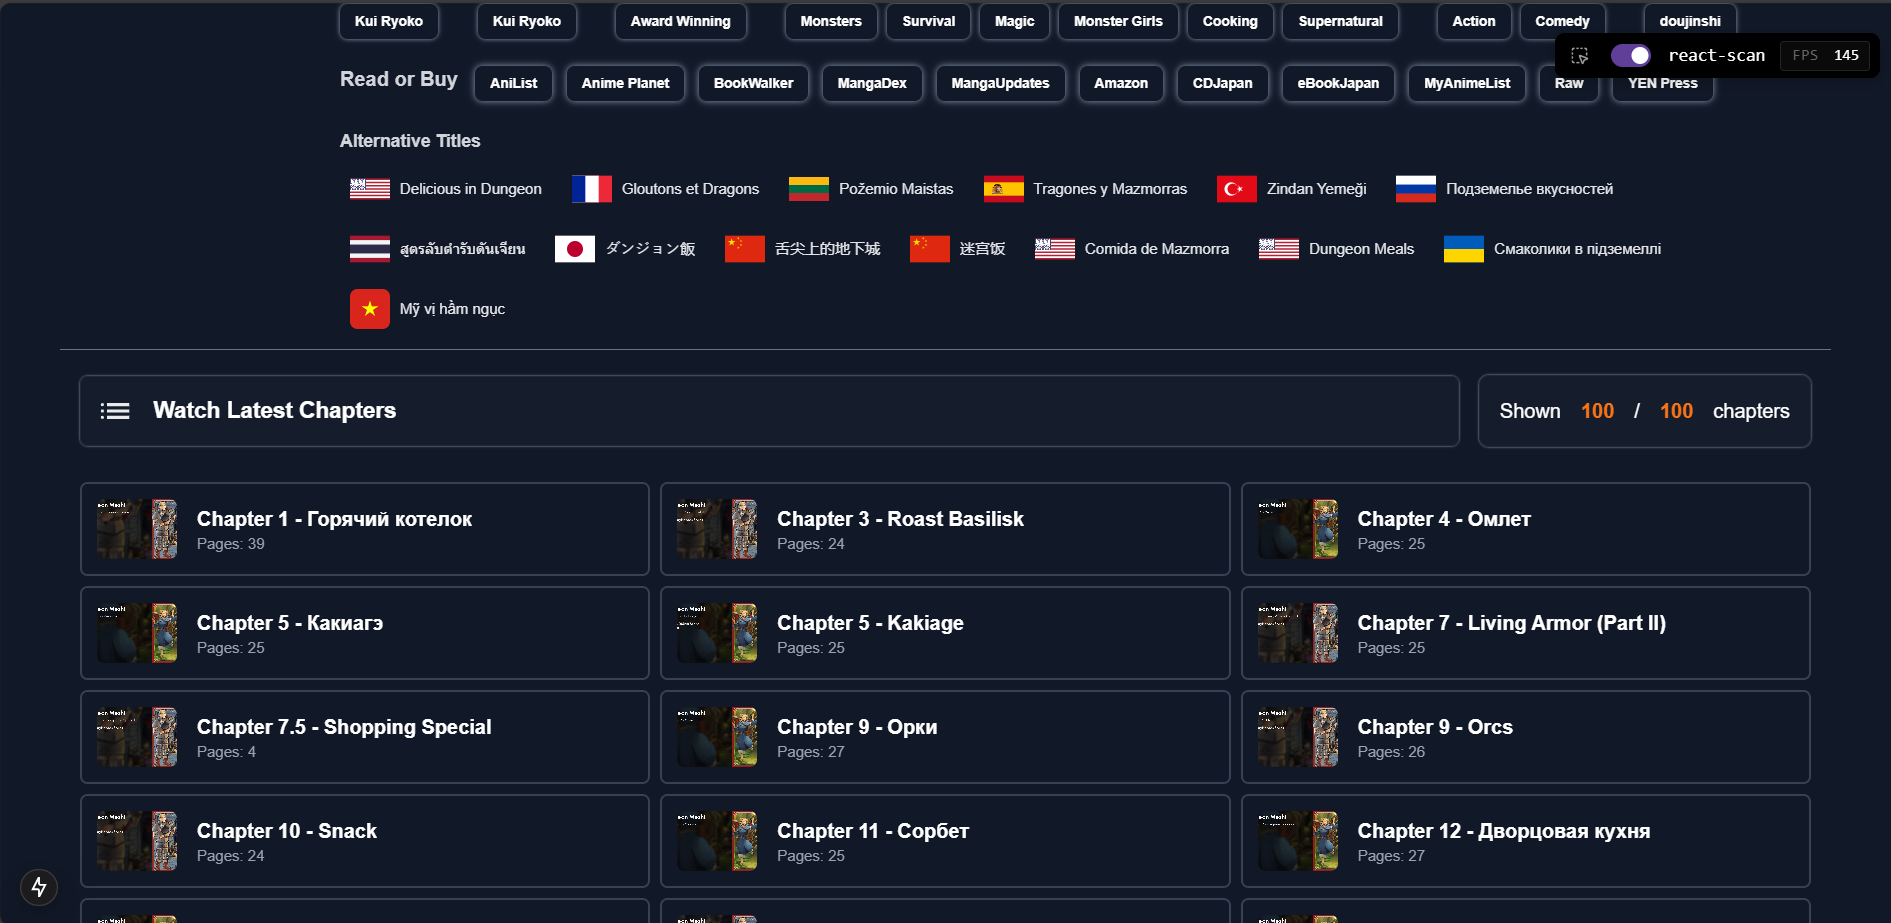 Kui Ryoko Kui Ryoko Award Winning Monsters Survival Magic Monster Girls Cooking Supernatural Action Comedy doujinshi
react-scan FPS 145
Read or Buy AniList Anime Planet BookWalker MangaDex MangaUpdates Amazon CDJapan eBookJapan MyAnimeList Raw YEN Press
Alternative Titles
Delicious in Dungeon Gloutons et Dragons Požemio Maistas Tragones y Mazmorras Zindan Yemeği Подземелье вкусностей
สูตรลับตำรับดันเจียน ダンジョン飯 舌尖上的地下城 迷宫饭 Comida de Mazmorra Dungeon Meals Смаколики в підземеллі
Mỹ vị hầm ngục
Watch Latest Chapters Shown 100 / 100 chapters
Chapter 1 - Горячий котелок
Pages: 39
Chapter 3 - Roast Basilisk
Pages: 24
Chapter 4 - Омлет
Pages: 25
Chapter 5 - Какиагэ
Pages: 25
Chapter 5 - Kakiage
Pages: 25
Chapter 7 - Living Armor (Part II)
Pages: 25
Chapter 7.5 - Shopping Special
Pages: 4
Chapter 9 - Орки
Pages: 27
Chapter 9 - Orcs
Pages: 26
Chapter 10 - Snack
Pages: 24
Chapter 11 - Сорбет
Pages: 25
Chapter 12 - Дворцовая кухня
Pages: 27